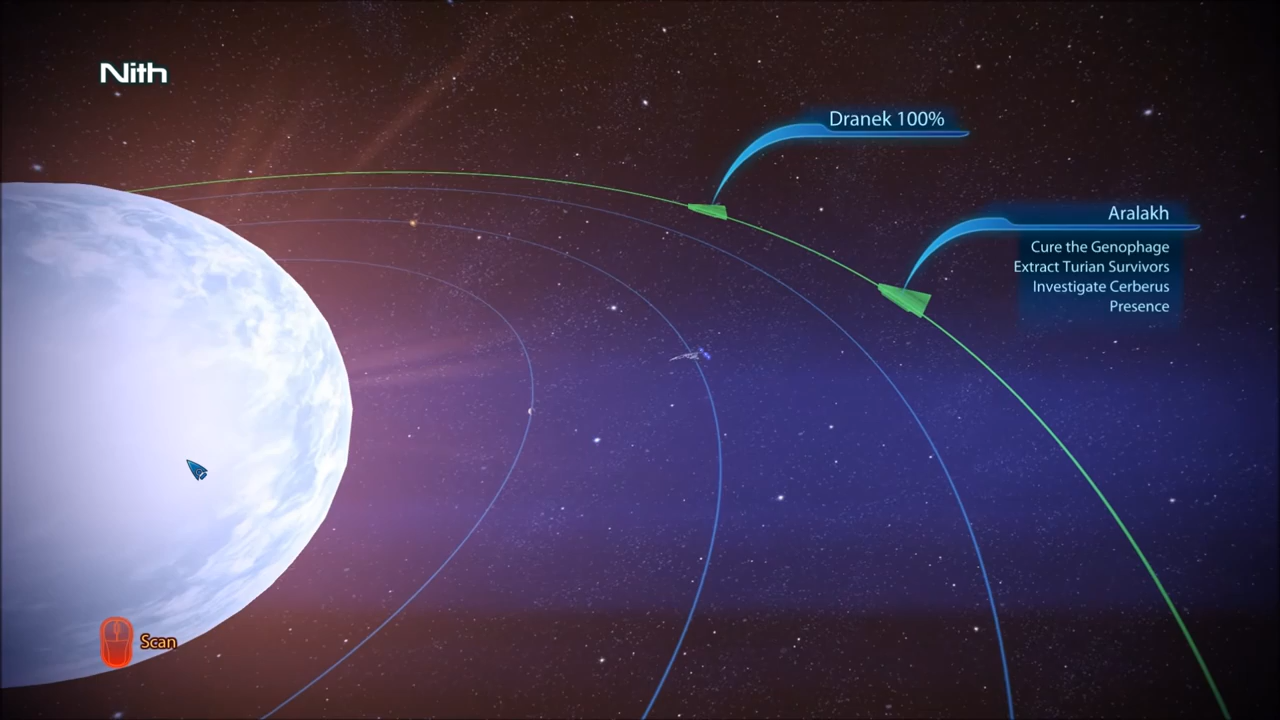 Nith
Dranek 100%
Aralakh
Cure the Genophage
Extract Turian Survivors
Investigate Cerberus
Presence
Scan